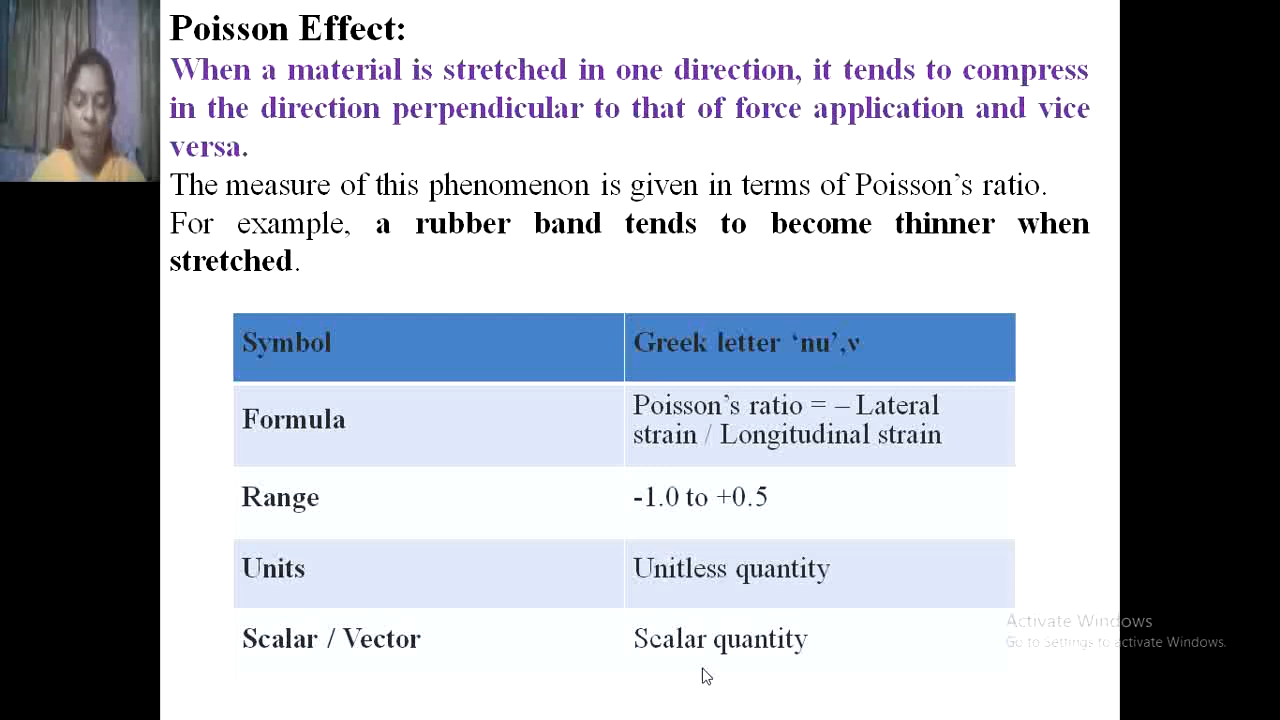 Poisson Effect:
When a material is stretched in one direction, it tends to compress
in the direction perpendicular to that of force application and vice
versa.
The measure of this phenomenon is given in terms of Poisson’s ratio.
For example, a rubber band tends to become thinner when
stretched.
Symbol
Greek letter ‘nu’,ν
Formula
Poisson’s ratio = – Lateral
strain / Longitudinal strain
Range
-1.0 to +0.5
Units
Unitless quantity
Scalar / Vector
Scalar quantity
Activate Windows
Go to Settings to activate Windows.